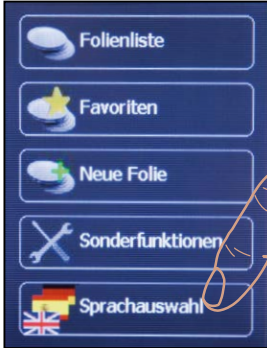 Folienliste
Favoriten
Neue Folie
Sonderfunktionen
Sprachauswahl